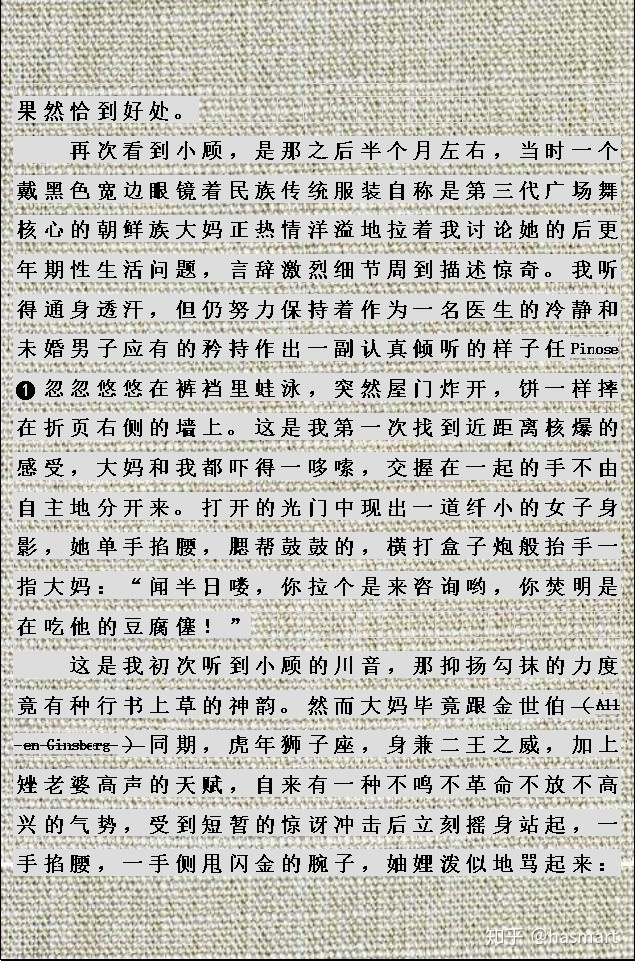 果然恰到好处。
再次看到小顾，是那之后半个月左右，当时一个
戴黑色宽边眼镜着民族传统服装自称是第三代广场舞
核心的朝鲜族大妈正热情洋溢地拉着我讨论她的后更
年期性生活问题，言辞激烈细节周到描述惊奇。我听
得通身透汗，但仍努力保持着作为一名医生的冷静和
未婚男子应有的矜持作出一副认真倾听的样子任Pinose
❶忽忽悠悠在裤裆里蛙泳，突然屋门炸开，饼一样摔
在折页右侧的墙上。这是我第一次找到近距离核爆的
感受，大妈和我都吓得一哆嗦，交握在一起的手不由
自主地分开来。打开的光门中现出一道纤小的女子身
影，她单手掐腰，腮帮鼓鼓的，横打盒子炮般抬手一
指大妈：“闻半日喽，你拉个是来咨询哟，你焚明是
在吃他的豆腐僿！”
这是我初次听到小顾的川音，那抑扬勾抹的力度
竟有种行书上草的神韵。然而大妈毕竟跟金世伯（All
en Ginsberg）同期，虎年狮子座，身兼二王之威，加上
矬老婆高声的天赋，自来有一种不鸣不革命不放不高
兴的气势，受到短暂的惊讶冲击后立刻摇身站起，一
手掐腰，一手侧甩闪金的腕子，妯娌泼似地骂起来：
知乎 @hasmart